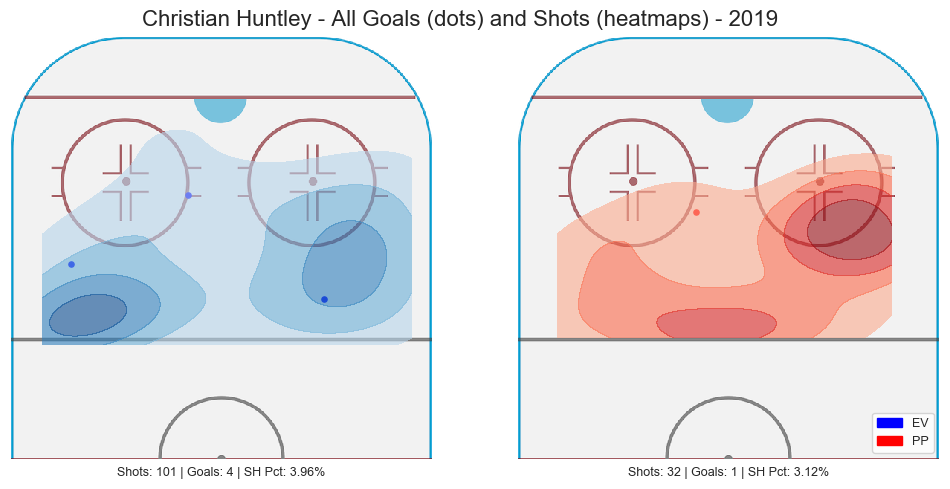 Christian Huntley - All Goals (dots) and Shots (heatmaps) - 2019
EV
PP
Shots: 101 | Goals: 4 | SH Pct: 3.96%
Shots: 32 | Goals: 1 | SH Pct: 3.12%